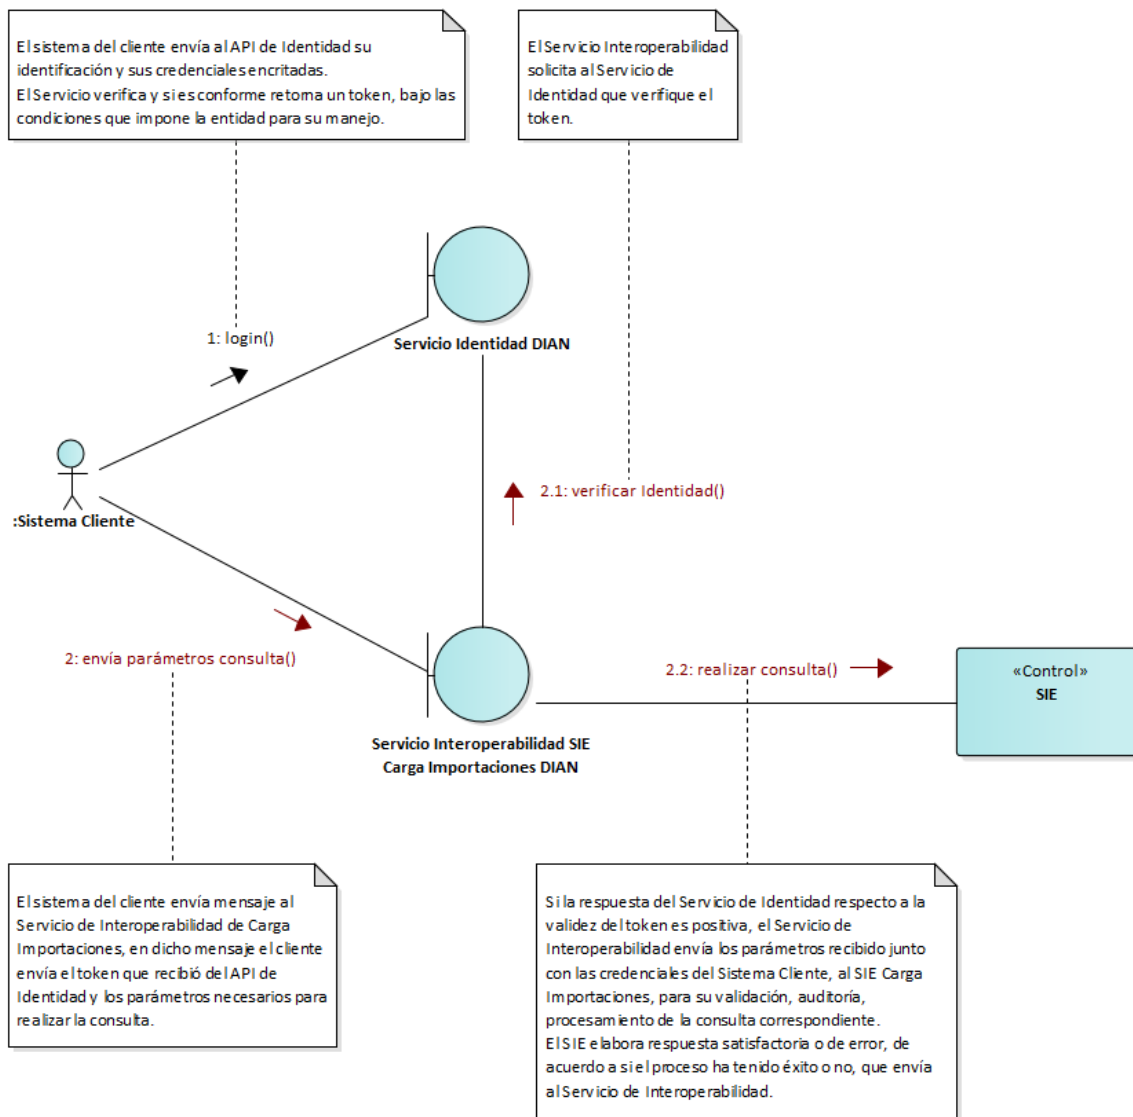 El sistema del cliente envía al API de Identidad su
identificación y sus credenciales encritadas.
El Servicio verifica y si es conforme retorna un token, bajo las
condiciones que impone la entidad para su manejo.
El Servicio Interoperabilidad
solicita al Servicio de
Identidad que verifique el
token.
1: login()
Servicio Identidad DIAN
:Sistema Cliente
2.1: verificar Identidad()
2: envía parámetros consulta()
2.2: realizar consulta()
«Control»
SIE
Servicio Interoperabilidad SIE
Carga Importaciones DIAN
El sistema del cliente envía mensaje al
Servicio de Interoperabilidad de Carga
Importaciones, en dicho mensaje el cliente
envía el token que recibió del API de
Identidad y los parámetros necesarios para
realizar la consulta.
Si la respuesta del Servicio de Identidad respecto a la
validez del token es positiva, el Servicio de
Interoperabilidad envía los parámetros recibido junto
con las credenciales del Sistema Cliente, al SIE Carga
Importaciones, para su validación, auditoría,
procesamiento de la consulta correspondiente.
El SIE elabora respuesta satisfactoria o de error, de
acuerdo a si el proceso ha tenido éxito o no, que envía
al Servicio de Interoperabilidad.